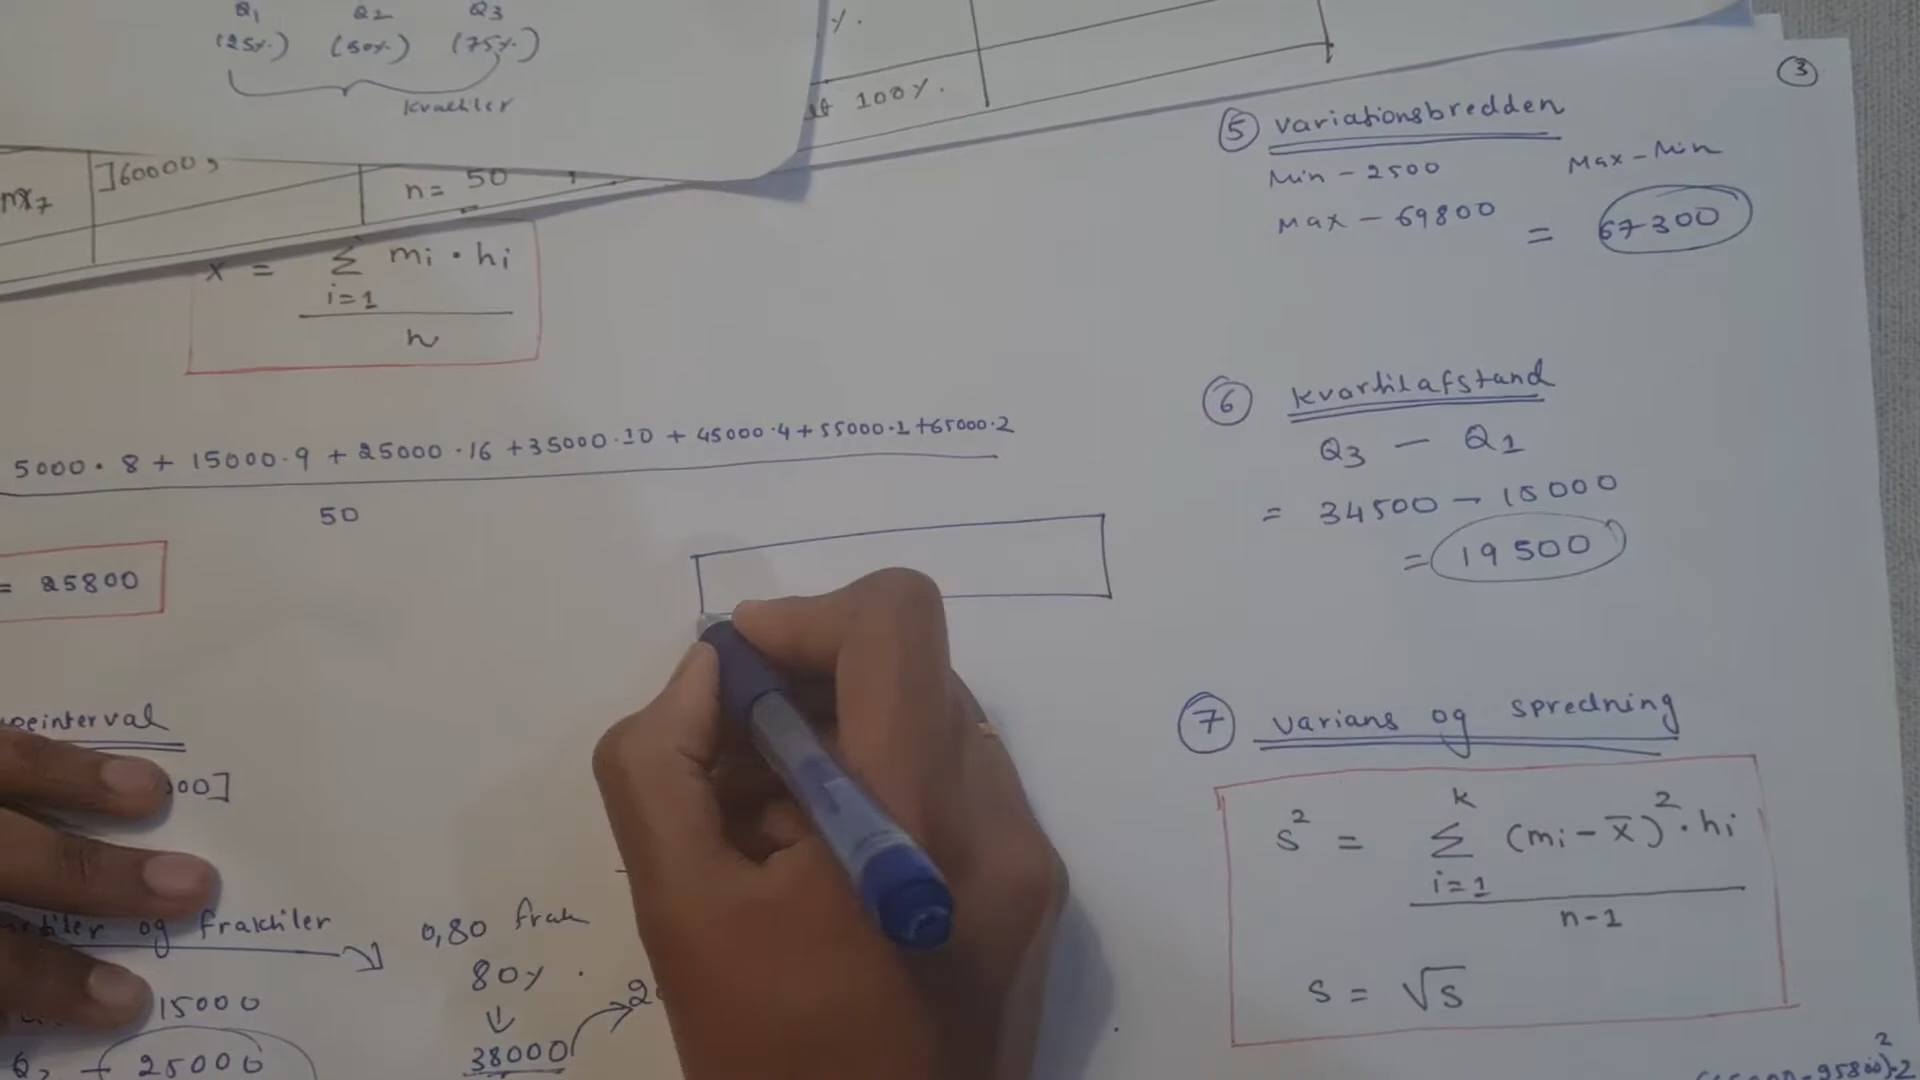 Q1 Q2 Q3
(25%.) (50%.) (75%.)
kvartiler
%.
af 100%.
]60000,
n= 50
x̄ = Σ mi · hi
i=1
n
5000 · 8 + 15000·9 + 25000 ·16 +35000·10 + 45000·4+55000·1+65000·2
50
= 25800
0,80
80%.
↓
38000
15000
25000
og fraktiler
3
5 variationsbredden
Min - 2500
Max - Min
Max - 69800
= 67300
6 kvartilafstand
Q3 - Q1
= 34500 - 15000
= 19500
7 varians og spredning
k
s² = Σ (mi - x̄)² · hi
i=1
n-1
s = √s